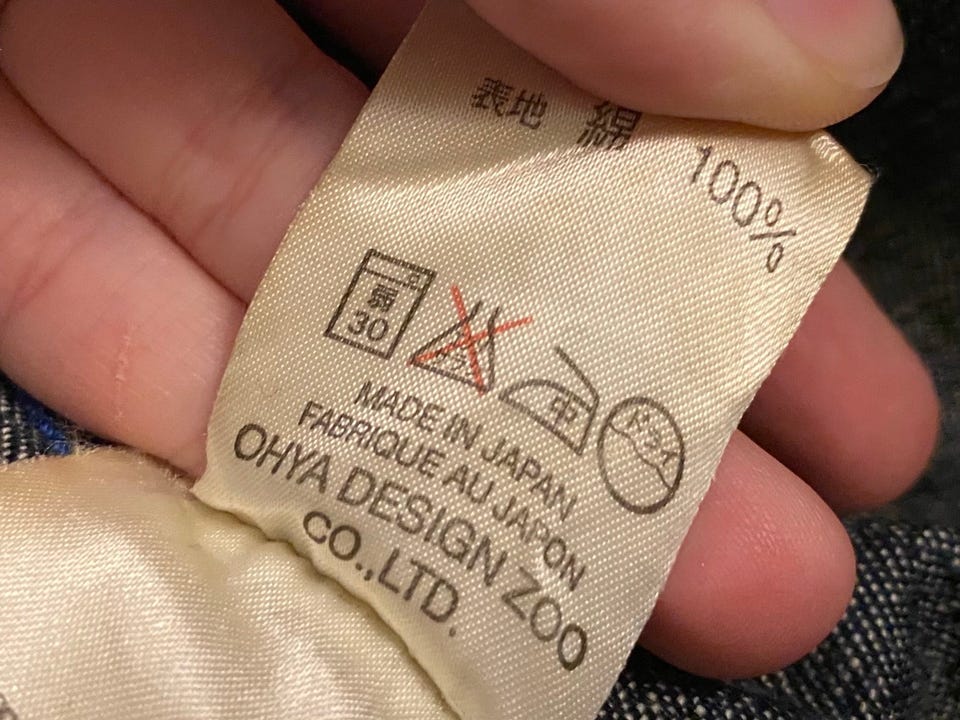 表地 綿 100%
弱
30
中
ドライ
MADE IN JAPAN
FABRIQUE AU JAPON
OHYA DESIGN ZOO
CO.,LTD.